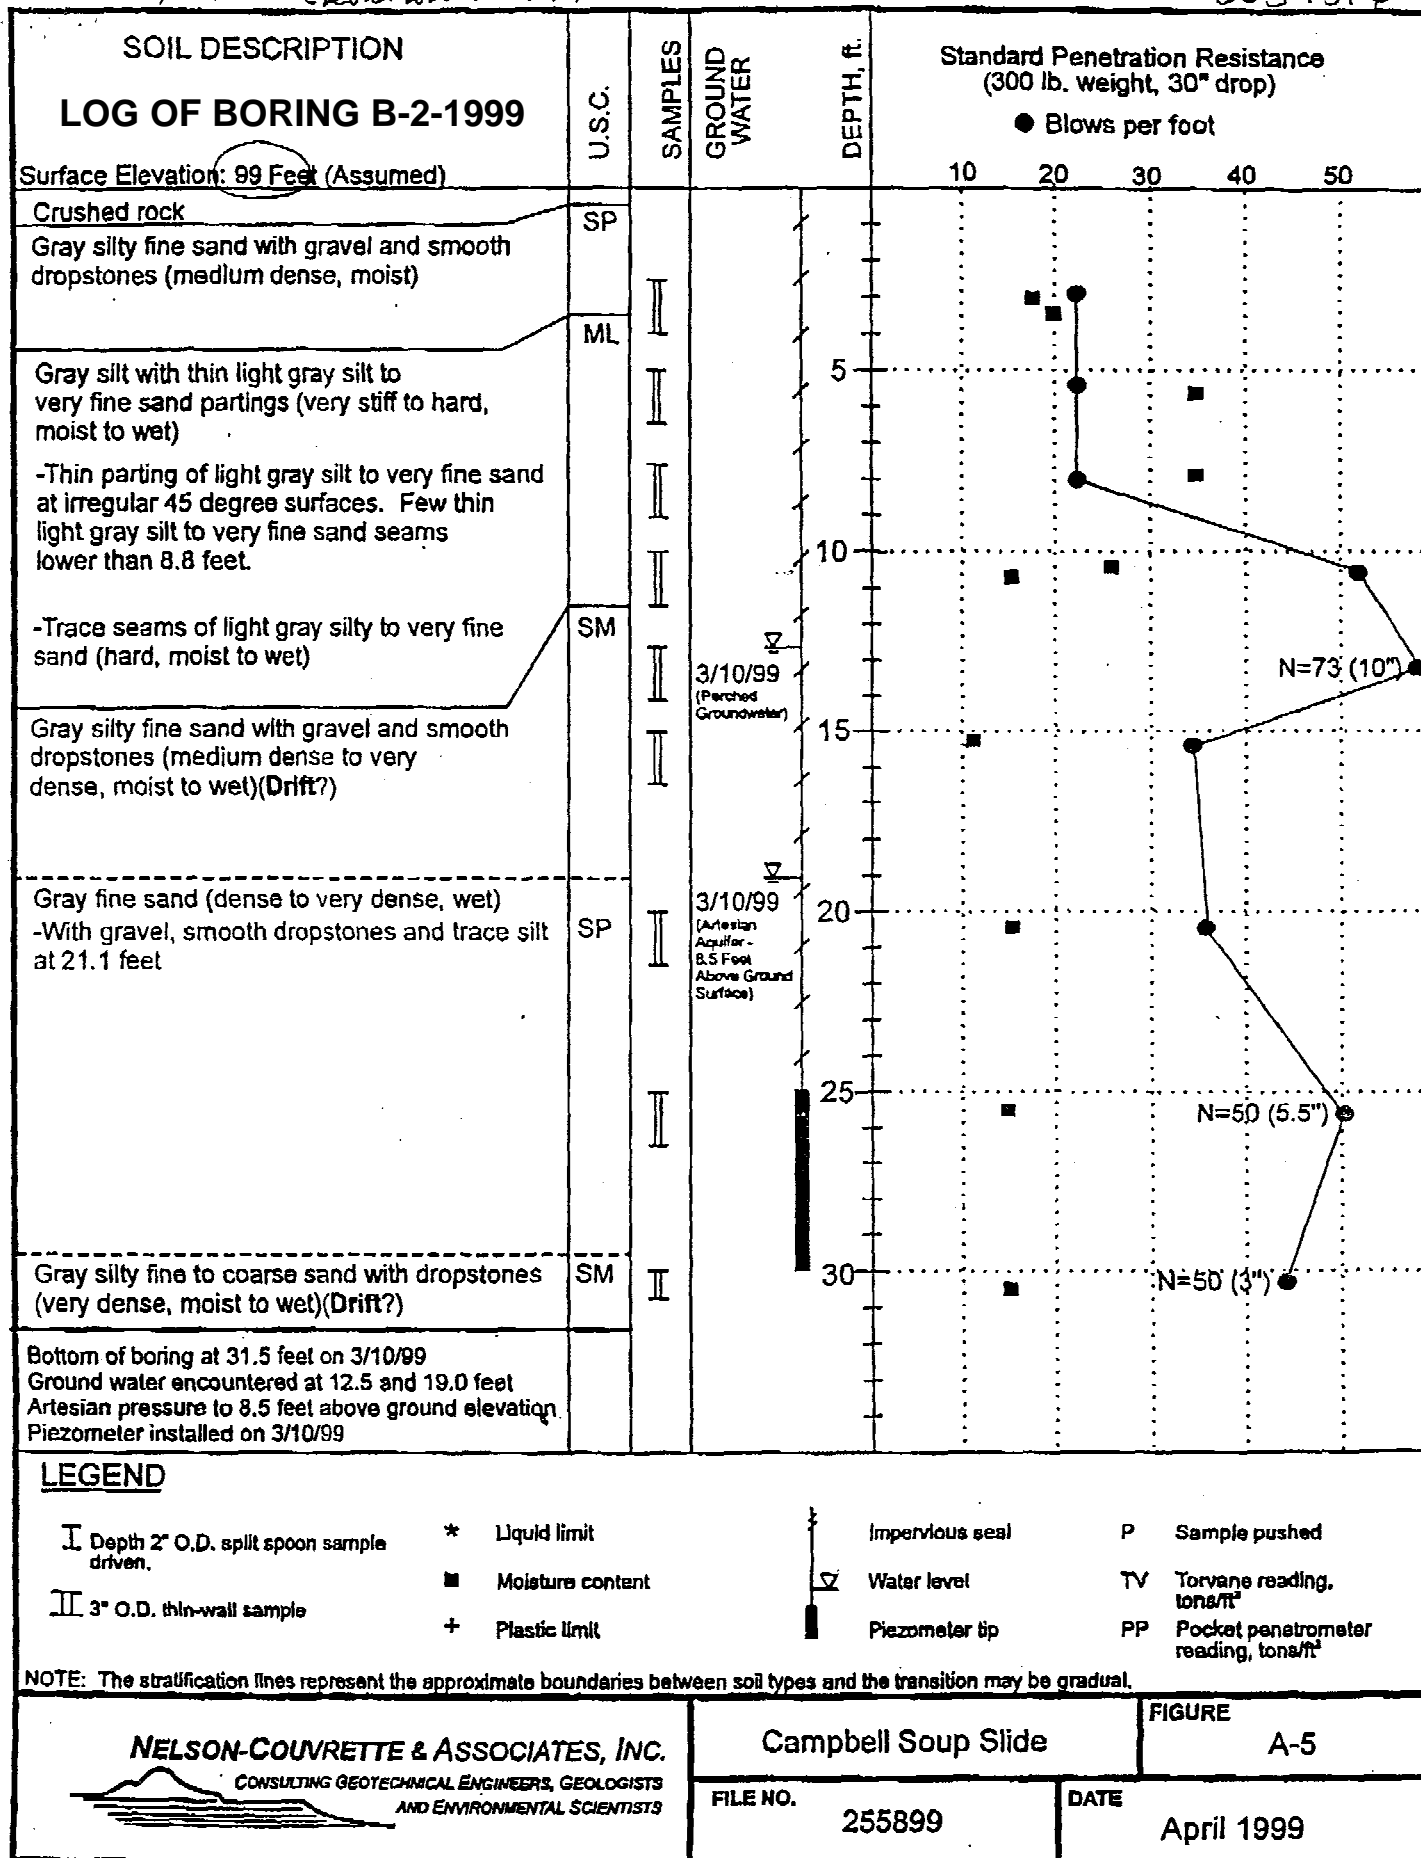 SOIL DESCRIPTION
LOG OF BORING B-2-1999
Surface Elevation: 99 Feet (Assumed)
U.S.C.
SAMPLES
GROUND
WATER
DEPTH, ft.
Standard Penetration Resistance
(300 lb. weight, 30" drop)
● Blows per foot
10 20 30 40 50
Crushed rock
SP
Gray silty fine sand with gravel and smooth
dropstones (medium dense, moist)
ML
Gray silt with thin light gray silt to
very fine sand partings (very stiff to hard,
moist to wet)
5
-Thin parting of light gray silt to very fine sand
at irregular 45 degree surfaces. Few thin
light gray silt to very fine sand seams
lower than 8.8 feet.
10
-Trace seams of light gray silty to very fine
sand (hard, moist to wet)
SM
3/10/99
(Perched
Groundwater)
N=73 (10")
Gray silty fine sand with gravel and smooth
dropstones (medium dense to very
dense, moist to wet)(Drift?)
15
Gray fine sand (dense to very dense, wet)
-With gravel, smooth dropstones and trace silt
at 21.1 feet
SP
3/10/99
(Artesian
Aquifer -
8.5 Feet
Above Ground
Surface)
20
25
N=50 (5.5")
Gray silty fine to coarse sand with dropstones
(very dense, moist to wet)(Drift?)
SM
30
N=50 (3")
Bottom of boring at 31.5 feet on 3/10/99
Ground water encountered at 12.5 and 19.0 feet
Artesian pressure to 8.5 feet above ground elevation
Piezometer installed on 3/10/99
LEGEND
Depth 2" O.D. split spoon sample
driven.
3" O.D. thin-wall sample
* Liquid limit
■ Moisture content
+ Plastic limit
Impervious seal
Water level
Piezometer tip
P Sample pushed
TV Torvane reading,
tons/ft²
PP Pocket penetrometer
reading, tons/ft²
NOTE: The stratification lines represent the approximate boundaries between soil types and the transition may be gradual.
NELSON-COUVRETTE & ASSOCIATES, INC.
CONSULTING GEOTECHNICAL ENGINEERS, GEOLOGISTS
AND ENVIRONMENTAL SCIENTISTS
Campbell Soup Slide
FIGURE
A-5
FILE NO.
255899
DATE
April 1999